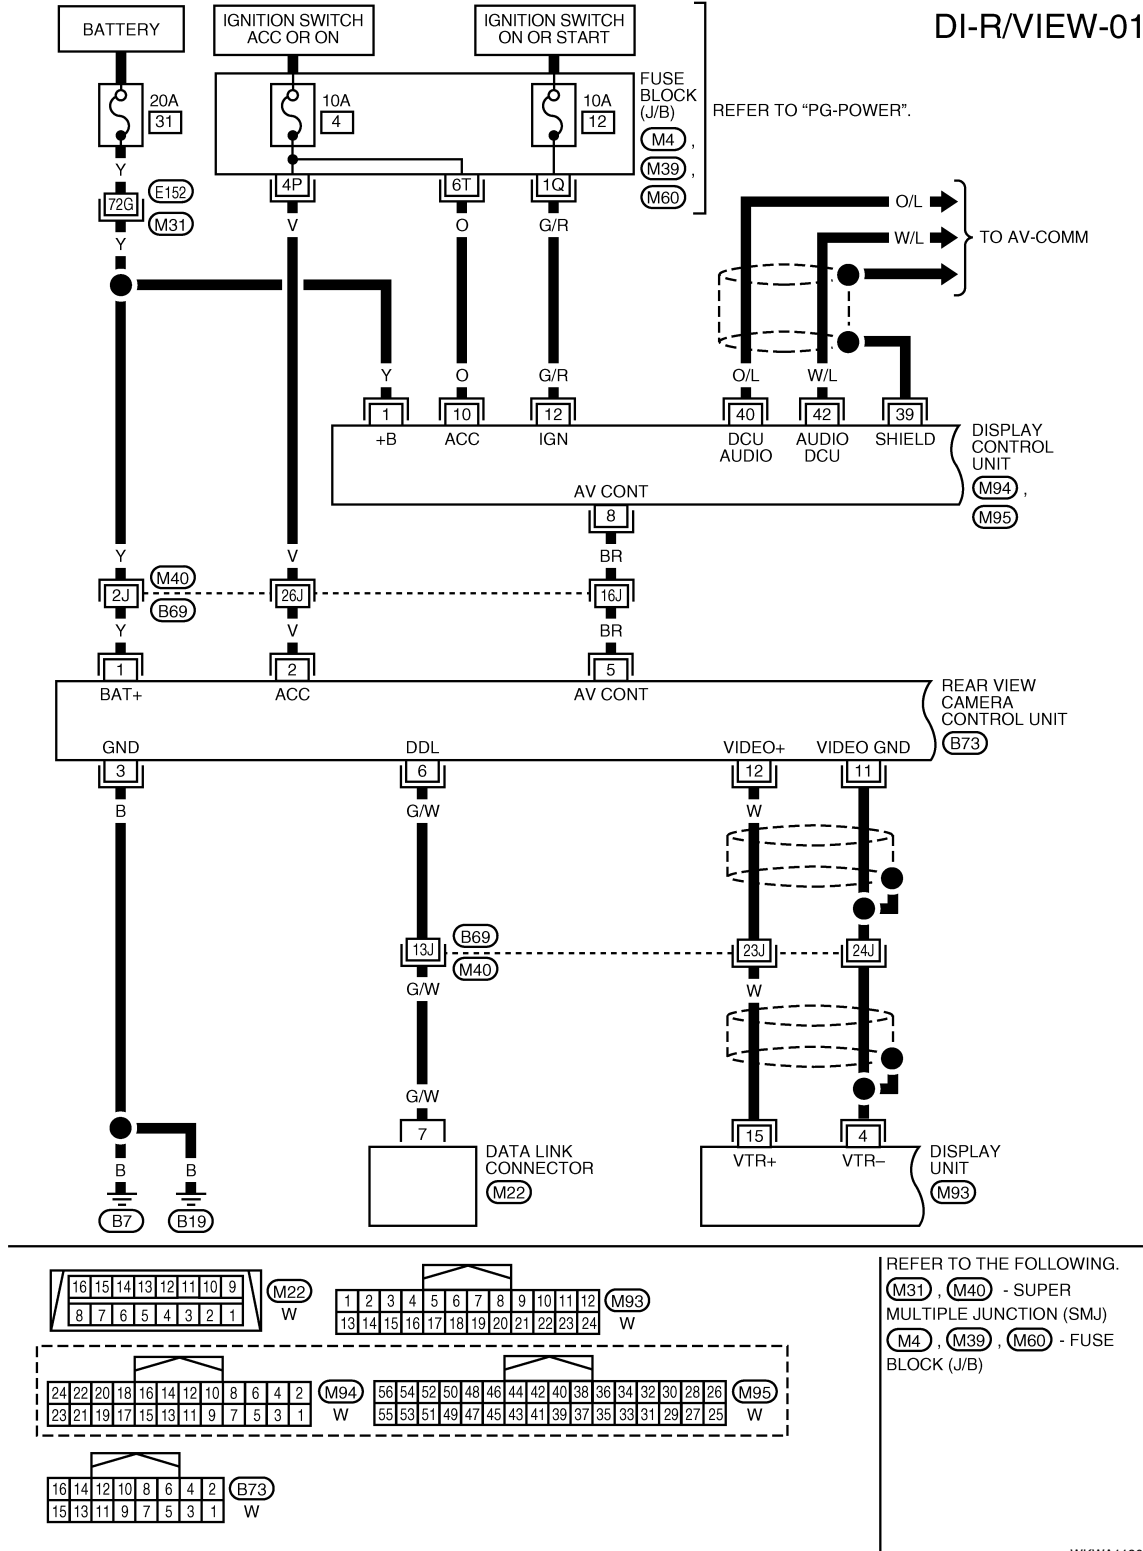 DI-R/VIEW-01
BATTERY
IGNITION SWITCH
ACC OR ON
IGNITION SWITCH
ON OR START
20A
31
10A
4
10A
12
FUSE
BLOCK
(J/B)
M4 ,
M39 ,
M60
REFER TO “PG-POWER”.
Y
72G
E152
M31
4P
6T
1Q
Y
V
O
G/R
O/L
W/L
TO AV-COMM
Y
O
G/R
O/L
W/L
1
10
12
40
42
39
+B
ACC
IGN
DCU
AUDIO
AUDIO
DCU
SHIELD
DISPLAY
CONTROL
UNIT
M94 ,
M95
AV CONT
8
Y
V
BR
2J
M40
B69
26J
16J
Y
V
BR
1
2
5
BAT+
ACC
AV CONT
REAR VIEW
CAMERA
CONTROL UNIT
B73
GND
DDL
VIDEO+
VIDEO GND
3
6
12
11
B
G/W
W
13J
B69
M40
23J
24J
G/W
W
G/W
7
15
4
DATA LINK
CONNECTOR
M22
VTR+
VTR–
DISPLAY
UNIT
M93
B
B
B7
B19
16 15 14 13 12 11 10 9
8 7 6 5 4 3 2 1
M22
W
1 2 3 4 5 6 7 8 9 10 11 12
13 14 15 16 17 18 19 20 21 22 23 24
M93
W
24 22 20 18 16 14 12 10 8 6 4 2
23 21 19 17 15 13 11 9 7 5 3 1
M94
W
56 54 52 50 48 46 44 42 40 38 36 34 32 30 28 26
55 53 51 49 47 45 43 41 39 37 35 33 31 29 27 25
M95
W
16 14 12 10 8 6 4 2
15 13 11 9 7 5 3 1
B73
W
REFER TO THE FOLLOWING.
M31 , M40 - SUPER
MULTIPLE JUNCTION (SMJ)
M4 , M39 , M60 - FUSE
BLOCK (J/B)